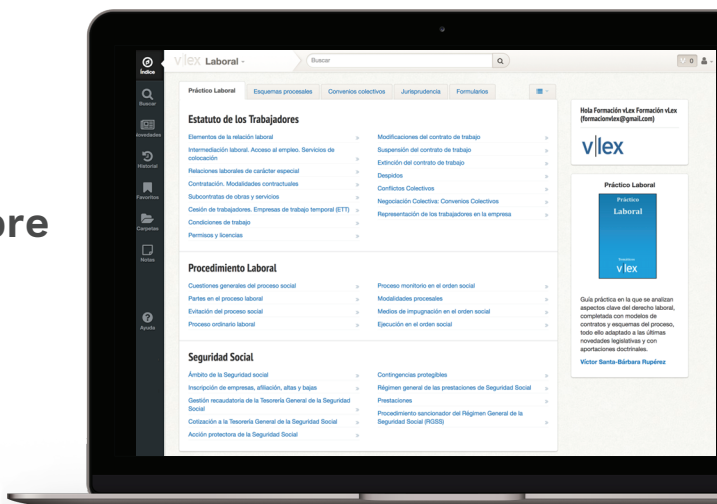 bre
Índice
Buscar
Novedades
Historial
Favoritos
Carpetas
Notas
Ayuda
vlex Laboral
Buscar
V 0
Práctico Laboral
Esquemas procesales
Convenios colectivos
Jurisprudencia
Formularios
Estatuto de los Trabajadores
Elementos de la relación laboral
Intermediación laboral. Acceso al empleo. Servicios de
colocación
Relaciones laborales de carácter especial
Contratación. Modalidades contractuales
Subcontratas de obras y servicios
Cesión de trabajadores. Empresas de trabajo temporal (ETT)
Condiciones de trabajo
Permisos y licencias
Modificaciones del contrato de trabajo
Suspensión del contrato de trabajo
Extinción del contrato de trabajo
Despidos
Conflictos Colectivos
Negociación Colectiva: Convenios Colectivos
Representación de los trabajadores en la empresa
Procedimiento Laboral
Cuestiones generales del proceso social
Partes en el proceso laboral
Evitación del proceso social
Proceso ordinario laboral
Proceso monitorio en el orden social
Modalidades procesales
Medios de impugnación en el orden social
Ejecución en el orden social
Seguridad Social
Ámbito de la Seguridad social
Inscripción de empresas, afiliación, altas y bajas
Gestión recaudatoria de la Tesorería General de la Seguridad
Social
Cotización a la Tesorería General de la Seguridad Social
Acción protectora de la Seguridad Social
Contingencias protegibles
Régimen general de las prestaciones de Seguridad Social
Prestaciones
Procedimiento sancionador del Régimen General de la
Seguridad Social (RGSS)
Hola Formación vLex Formación vLex
(formacionvlex@gmail.com)
v|lex
Práctico Laboral
Práctico
Laboral
v lex
Guía práctica en la que se analizan
aspectos clave del derecho laboral,
completada con modelos de
contratos y esquemas del proceso,
todo ello adaptado a las últimas
novedades legislativas y con
aportaciones doctrinales.
Víctor Santa-Bárbara Rupérez